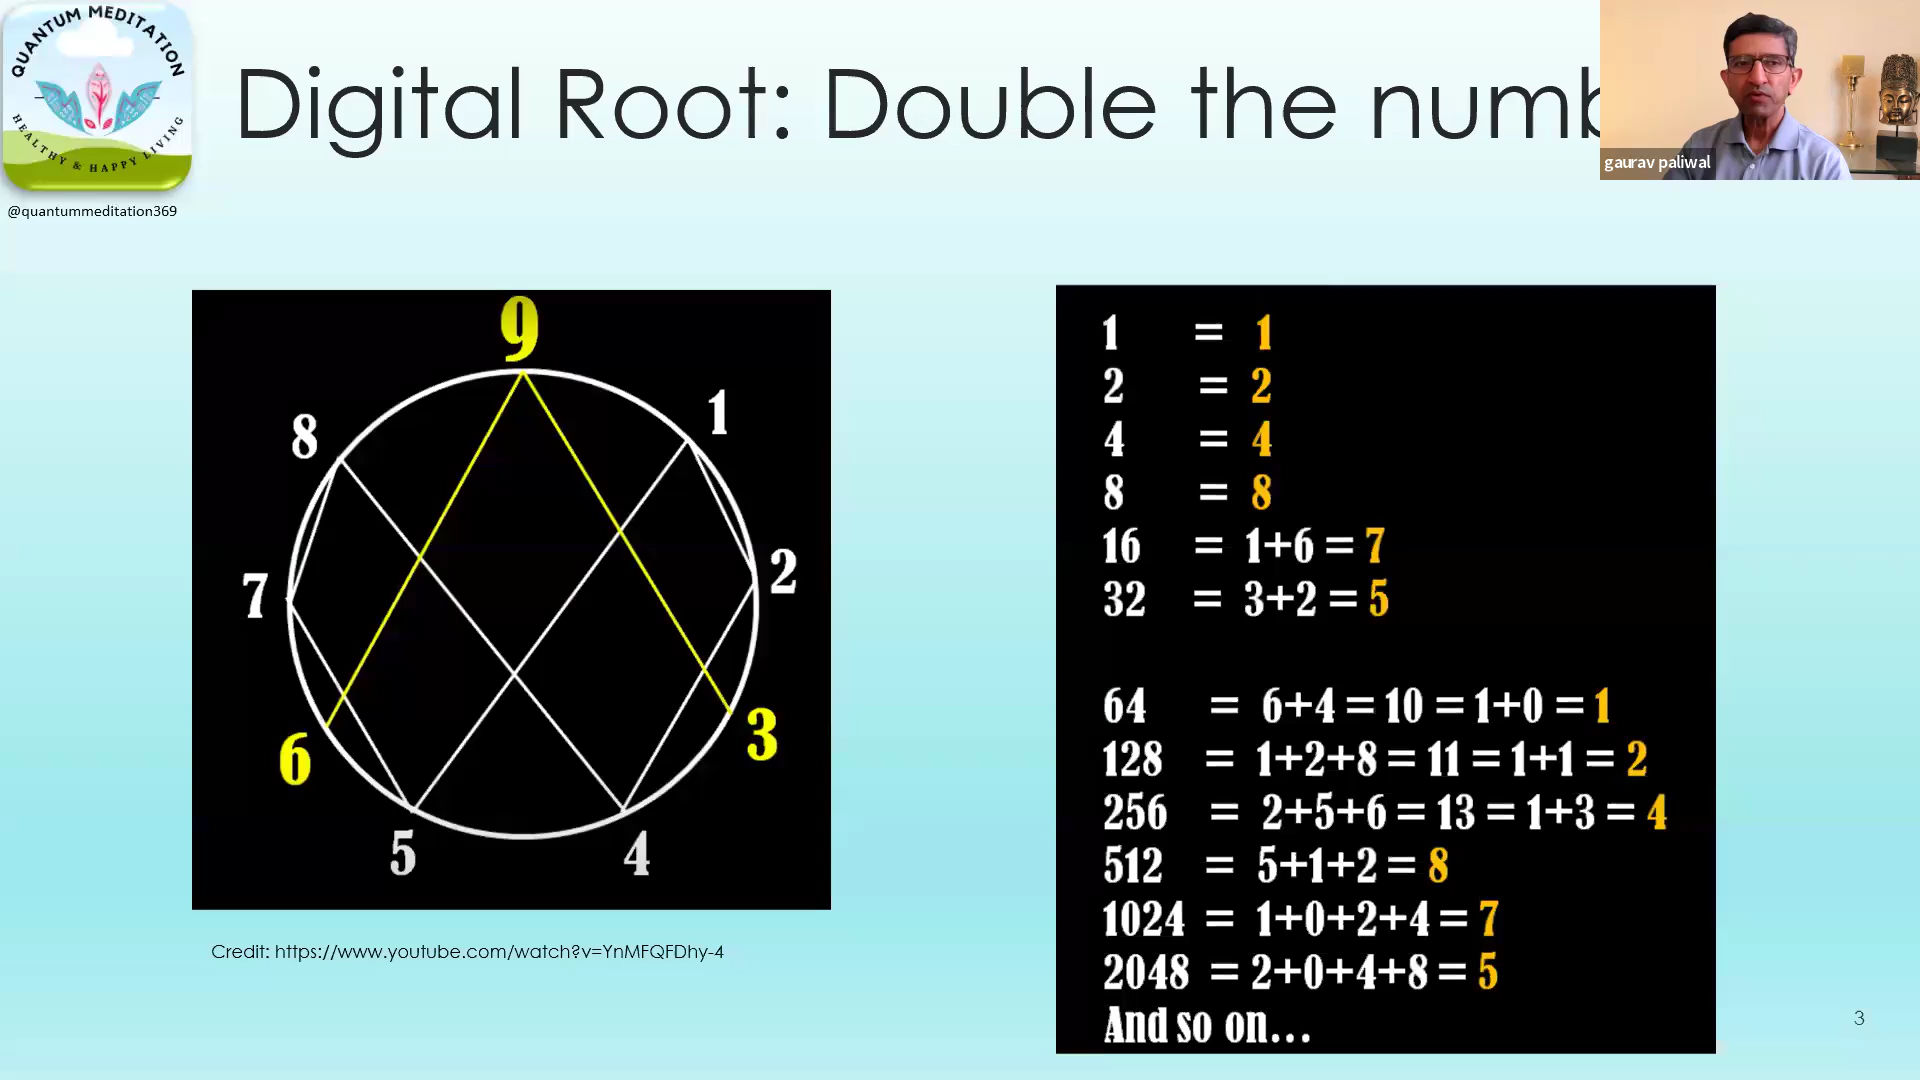 QUANTUM MEDITATION
HEALTHY & HAPPY LIVING
@quantummeditation369
Digital Root: Double the numb
gaurav paliwal
9
8
1
7
2
6
3
5
4
1 = 1
2 = 2
4 = 4
8 = 8
16 = 1+6 = 7
32 = 3+2 = 5
64 = 6+4 = 10 = 1+0 = 1
128 = 1+2+8 = 11 = 1+1 = 2
256 = 2+5+6 = 13 = 1+3 = 4
512 = 5+1+2 = 8
1024 = 1+0+2+4 = 7
2048 = 2+0+4+8 = 5
And so on...
Credit: https://www.youtube.com/watch?v=YnMFQFDhy-4
3